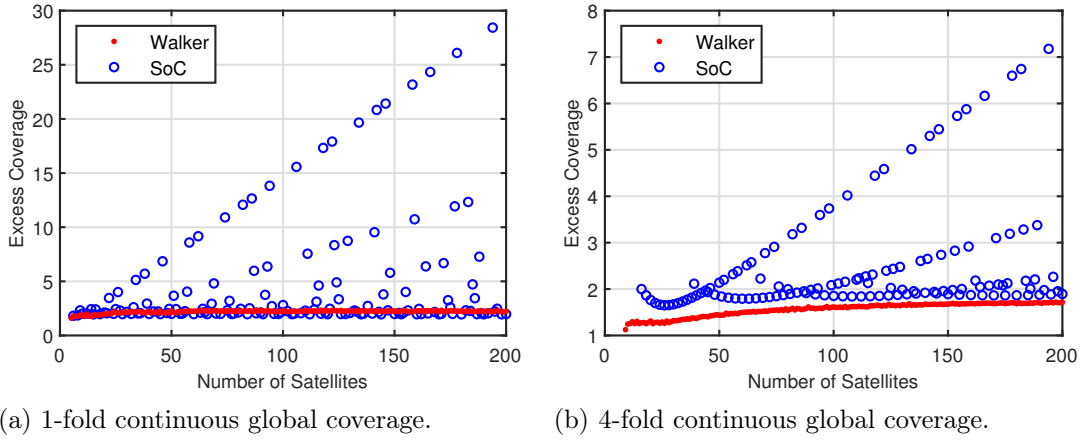 30
25
20
15
10
5
0
Excess Coverage
Walker
SoC
0 50 100 150 200
Number of Satellites
(a) 1-fold continuous global coverage.
8
7
6
5
4
3
2
1
Excess Coverage
Walker
SoC
0 50 100 150 200
Number of Satellites
(b) 4-fold continuous global coverage.